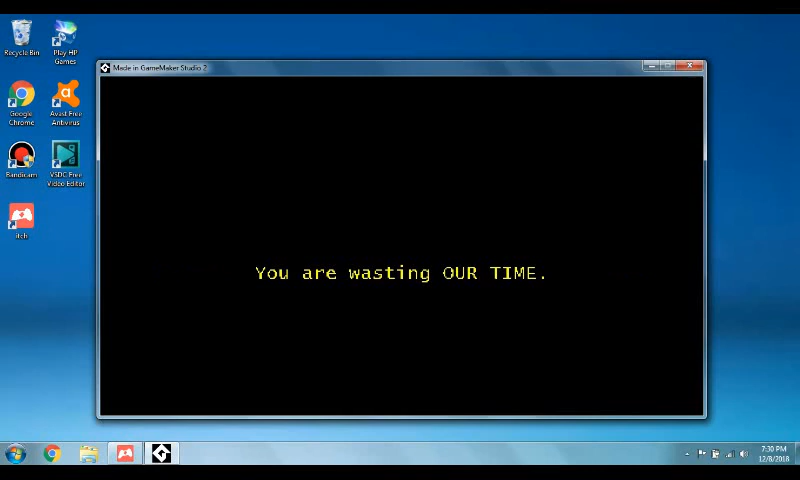 Recycle Bin
Play HP
Games
Google
Chrome
Avast Free
Antivirus
Bandicam
VSDC Free
Video Editor
itch
Made in GameMaker Studio 2
You are wasting OUR TIME.
7:30 PM
12/8/2018